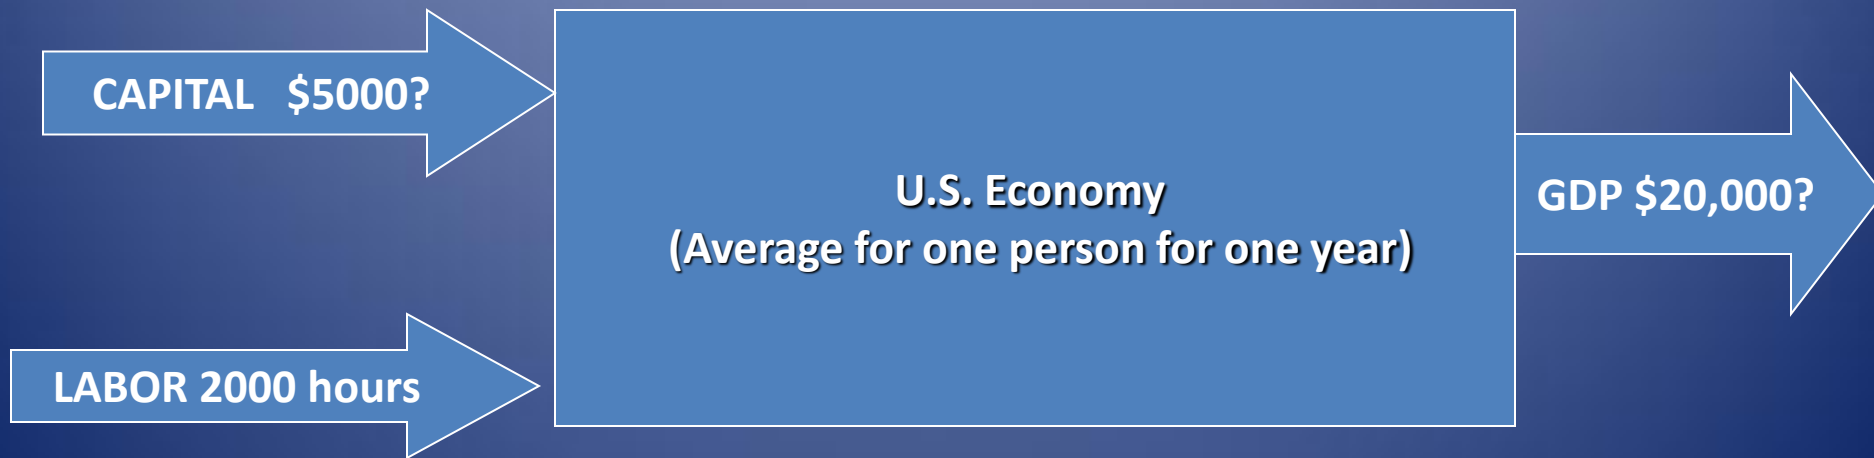 CAPITAL $5000?
U.S. Economy
(Average for one person for one year)
GDP $20,000?
LABOR 2000 hours